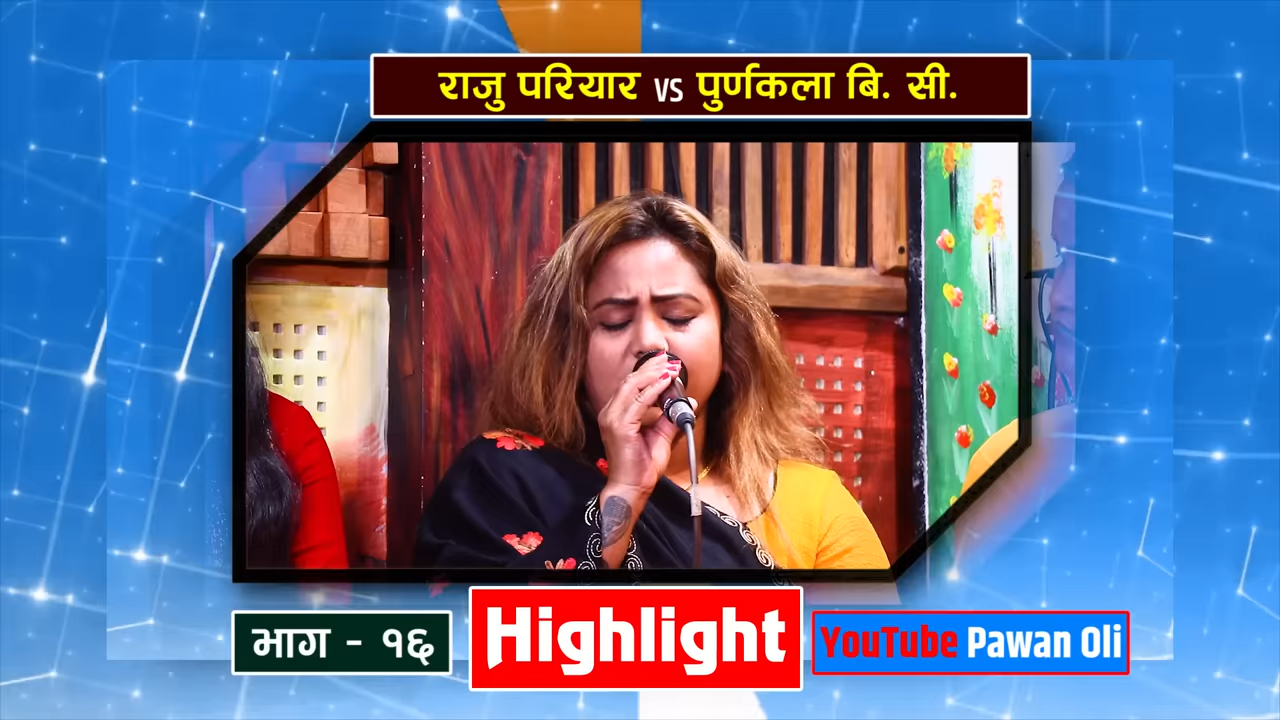 राजु परियार vs पुर्णकला बि. सी.
भाग - १६
Highlight
YouTube Pawan Oli